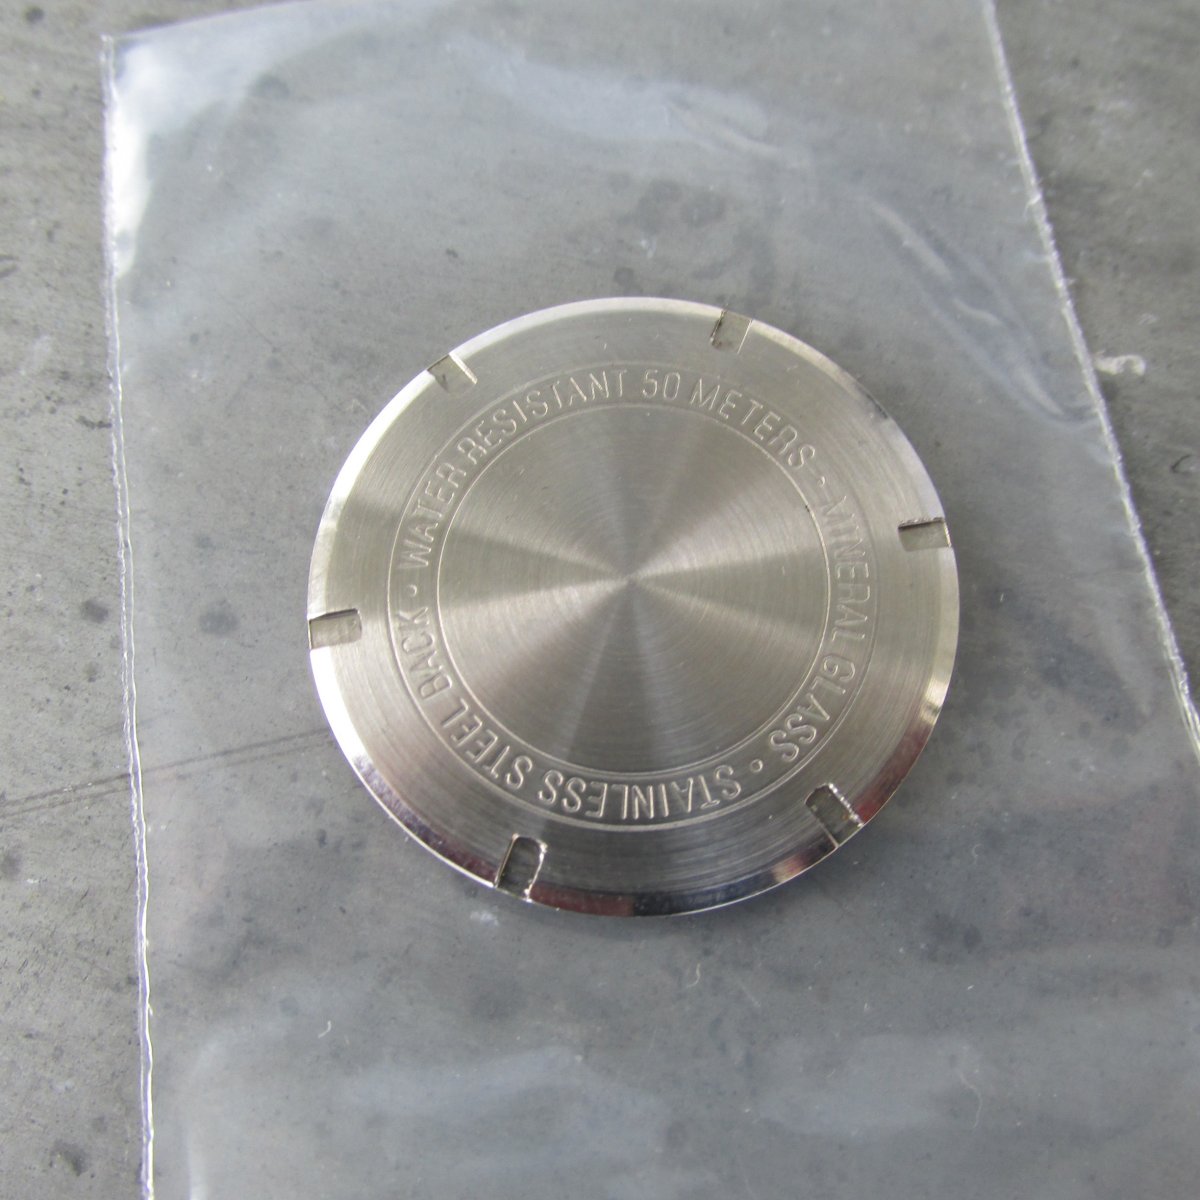 WATER RESISTANT 50 METERS · MINERAL GLASS · STAINLESS STEEL BACK ·